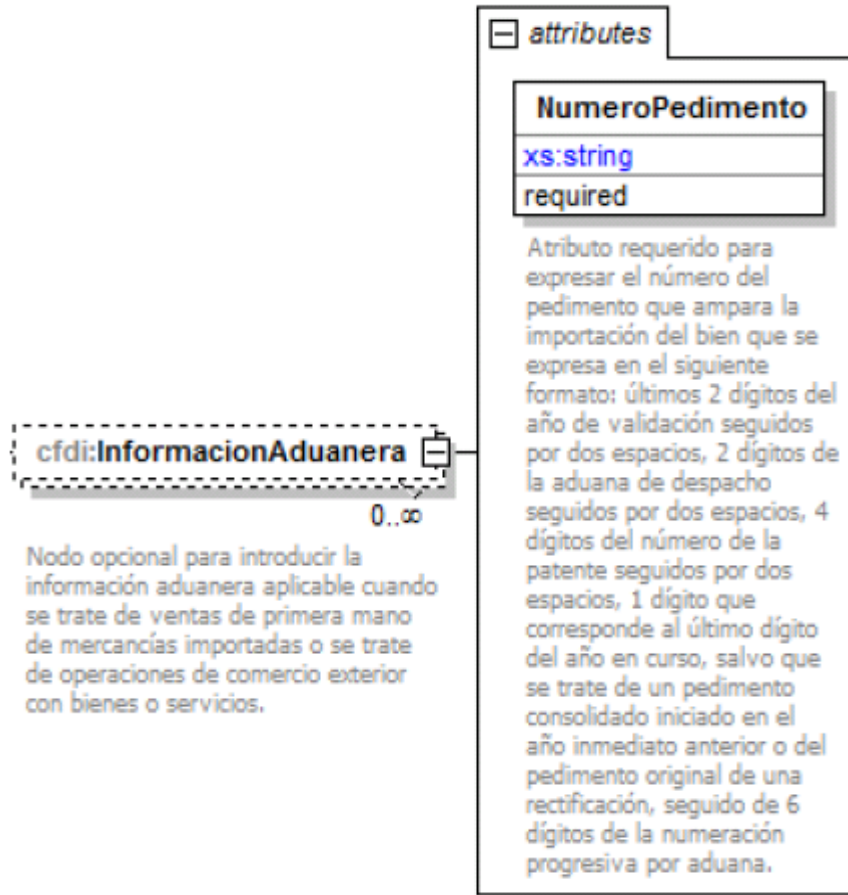 attributes
NumeroPedimento
xs:string
required
Atributo requerido para
expresar el número del
pedimento que ampara la
importación del bien que se
expresa en el siguiente
formato: últimos 2 dígitos del
año de validación seguidos
por dos espacios, 2 dígitos de
la aduana de despacho
seguidos por dos espacios, 4
dígitos del número de la
patente seguidos por dos
espacios, 1 dígito que
corresponde al último dígito
del año en curso, salvo que
se trate de un pedimento
consolidado iniciado en el
año inmediato anterior o del
pedimento original de una
rectificación, seguido de 6
dígitos de la numeración
progresiva por aduana.
cfdi:InformacionAduanera
0..∞
Nodo opcional para introducir la
información aduanera aplicable cuando
se trate de ventas de primera mano
de mercancías importadas o se trate
de operaciones de comercio exterior
con bienes o servicios.